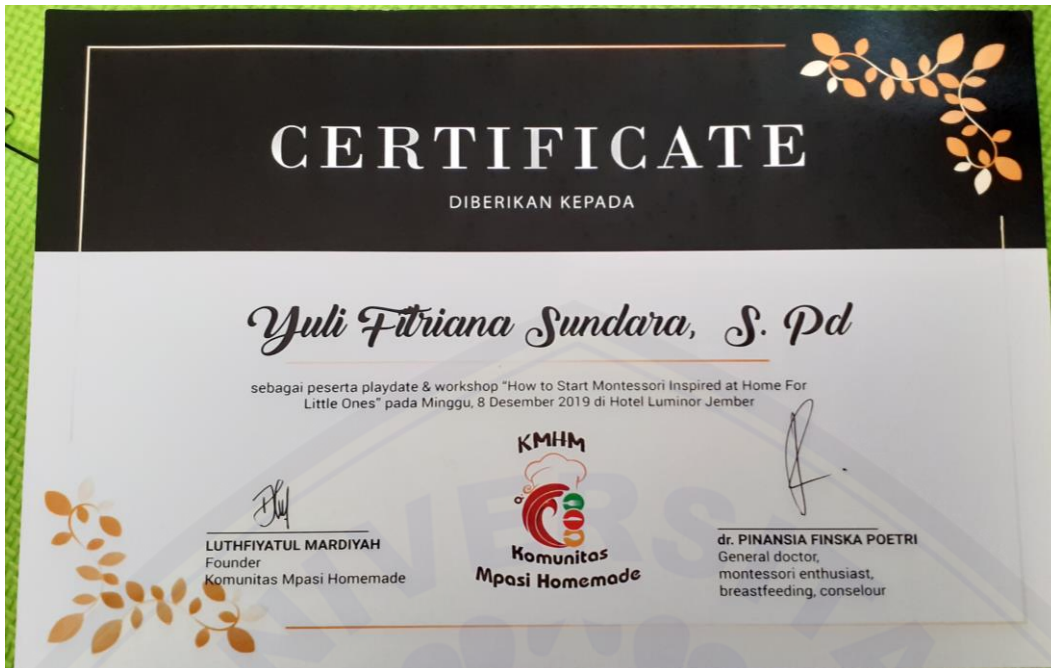 CERTIFICATE
DIBERIKAN KEPADA
Yuli Fitriana Sundara, S. Pd
sebagai peserta playdate & workshop "How to Start Montessori Inspired at Home For
Little Ones" pada Minggu, 8 Desember 2019 di Hotel Luminor Jember
KMHM
Komunitas
Mpasi Homemade
LUTHFIYATUL MARDIYAH
Founder
Komunitas Mpasi Homemade
dr. PINANSIA FINSKA POETRI
General doctor,
montessori enthusiast,
breastfeeding, conselour